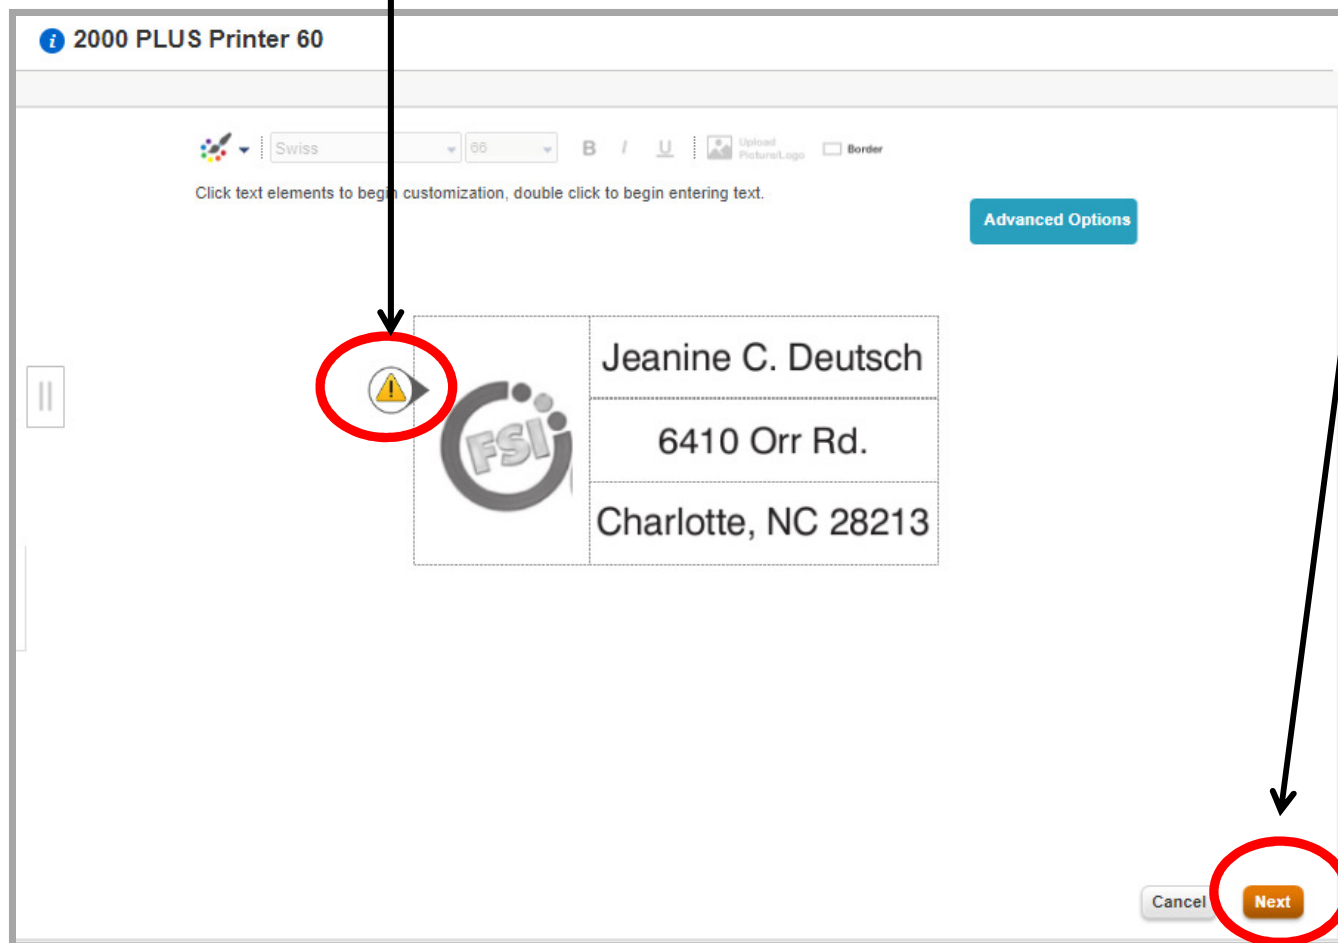 2000 PLUS Printer 60
Swiss
66
B I U
Upload
Picture/Logo
Border
Click text elements to begin customization, double click to begin entering text.
Advanced Options
FSI
Jeanine C. Deutsch
6410 Orr Rd.
Charlotte, NC 28213
Cancel
Next